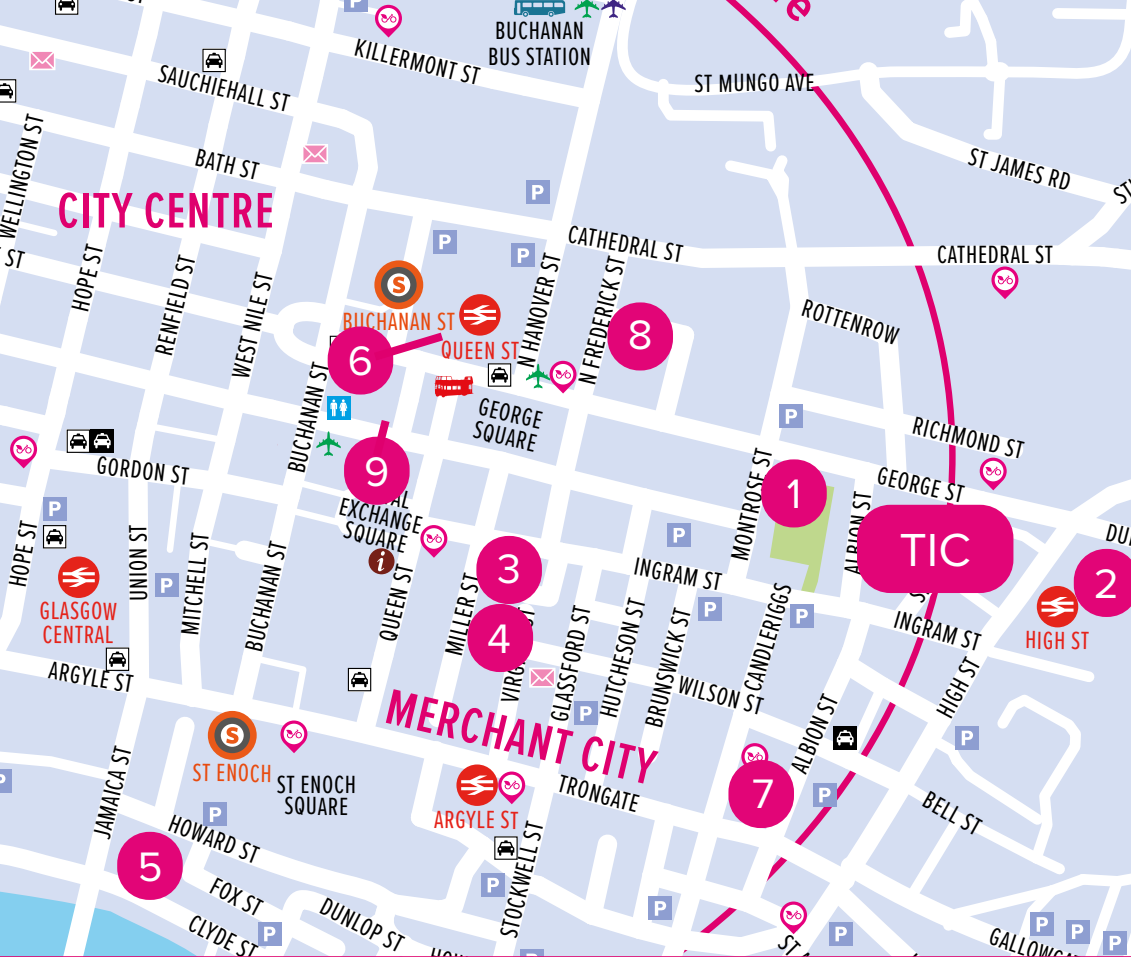 P
BUCHANAN
BUS STATION
KILLERMONT ST
SAUCHIEHALL ST
ST MUNGO AVE
BATH ST
ST JAMES RD
WELLINGTON ST
CITY CENTRE
P
CATHEDRAL ST
CATHEDRAL ST
P
P
ST
HOPE ST
RENFIELD ST
WEST NILE ST
S
BUCHANAN ST
QUEEN ST
N HANOVER ST
N FREDERICK ST
ROTTENROW
8
6
GEORGE
SQUARE
BUCHANAN ST
P
RICHMOND ST
GORDON ST
9
EXCHANGE
SQUARE
i
MONTROSE ST
1
GEORGE ST
ALBION ST
TIC
P
HOPE ST
UNION ST
MITCHELL ST
BUCHANAN ST
P
GLASGOW
CENTRAL
QUEEN ST
MILLER ST
3
4
P
INGRAM ST
P
P
2
HIGH ST
INGRAM ST
ARGYLE ST
GLASSFORD ST
HUTCHESON ST
BRUNSWICK ST
CANDLERIGGS
WILSON ST
HIGH ST
P
MERCHANT CITY
S
ST ENOCH
ST ENOCH
SQUARE
ALBION ST
P
P
7
P
ARGYLE ST
TRONGATE
JAMAICA ST
P
HOWARD ST
BELL ST
5
STOCKWELL ST
P
FOX ST
CLYDE ST
P
DUNLOP ST
P
P
P
P
P
P